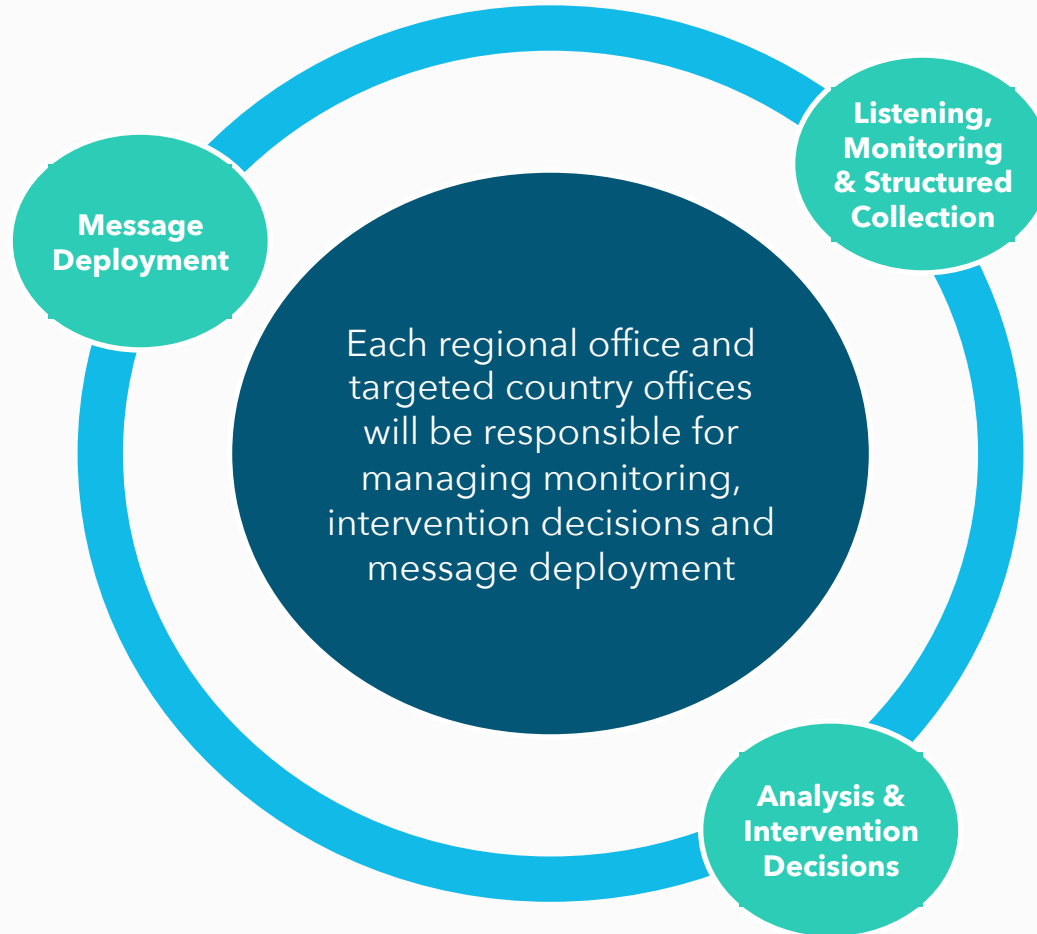 Listening,
Monitoring
& Structured
Collection
Message
Deployment
Each regional office and
targeted country offices
will be responsible for
managing monitoring,
intervention decisions and
message deployment
Analysis &
Intervention
Decisions